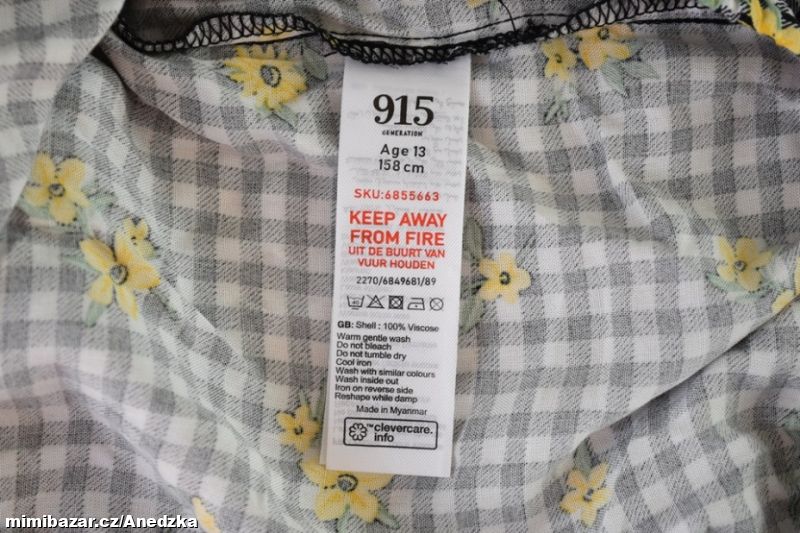 915
GENERATION
Age 13
158 cm
SKU:6855663
KEEP AWAY
FROM FIRE
UIT DE BUURT VAN
VUUR HOUDEN
2270/6849681/89
GB: Shell : 100% Viscose
Warm gentle wash
Do not bleach
Do not tumble dry
Cool iron
Wash with similar colours
Wash inside out
Iron on reverse side
Reshape while damp
Made in Myanmar
TM clevercare.
info
mimibazar.cz/Anedzka